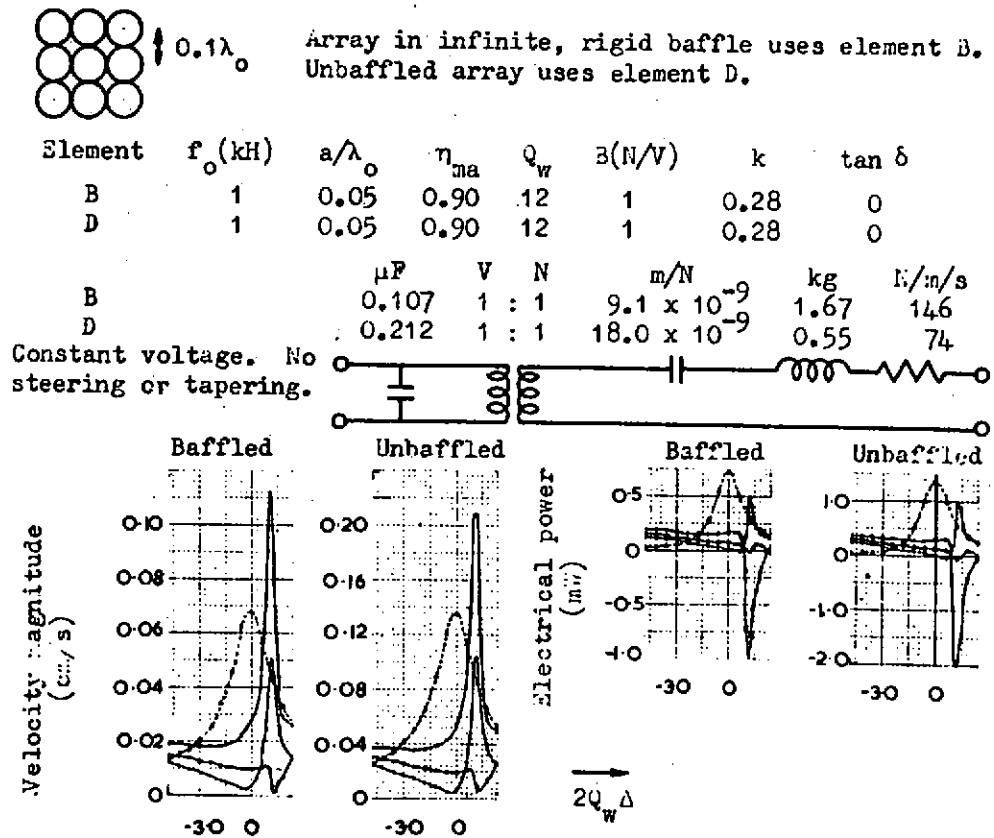 0.1λo
Array in infinite, rigid baffle uses element B.
Unbaffled array uses element D.
Element fo(kH) a/λo ηma Qw B(N/V) k tan δ
B 1 0.05 0.90 12 1 0.28 0
D 1 0.05 0.90 12 1 0.28 0
μF V N m/N kg N/m/s
B 0.107 1 : 1 9.1 x 10-9 1.67 146
D 0.212 1 : 1 18.0 x 10-9 0.55 74
Constant voltage. No
steering or tapering.
Baffled Unbaffled Baffled Unbaffled
Velocity magnitude
(cm/s)
0.10
0.08
0.06
0.04
0.02
0
-30 0
0.20
0.16
0.12
0.08
0.04
0
-30 0
Electrical power
(mW)
0.5
0
-0.5
-1.0
-30 0
1.0
0
-1.0
-2.0
-30 0
2QwΔ